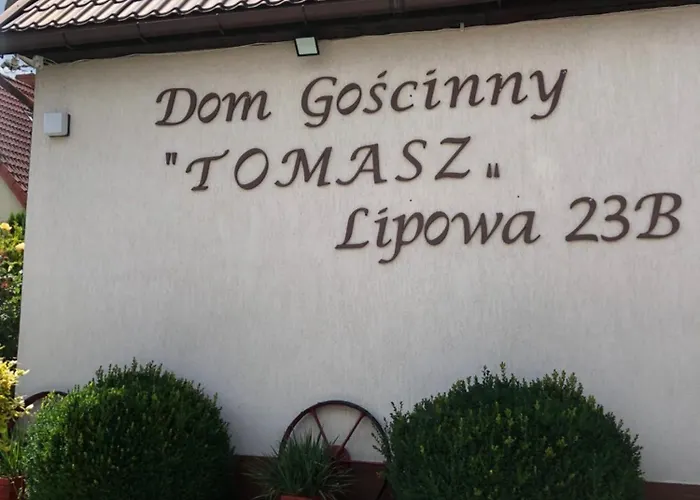 Dom Gościnny
"TOMASZ„
Lipowa 23B